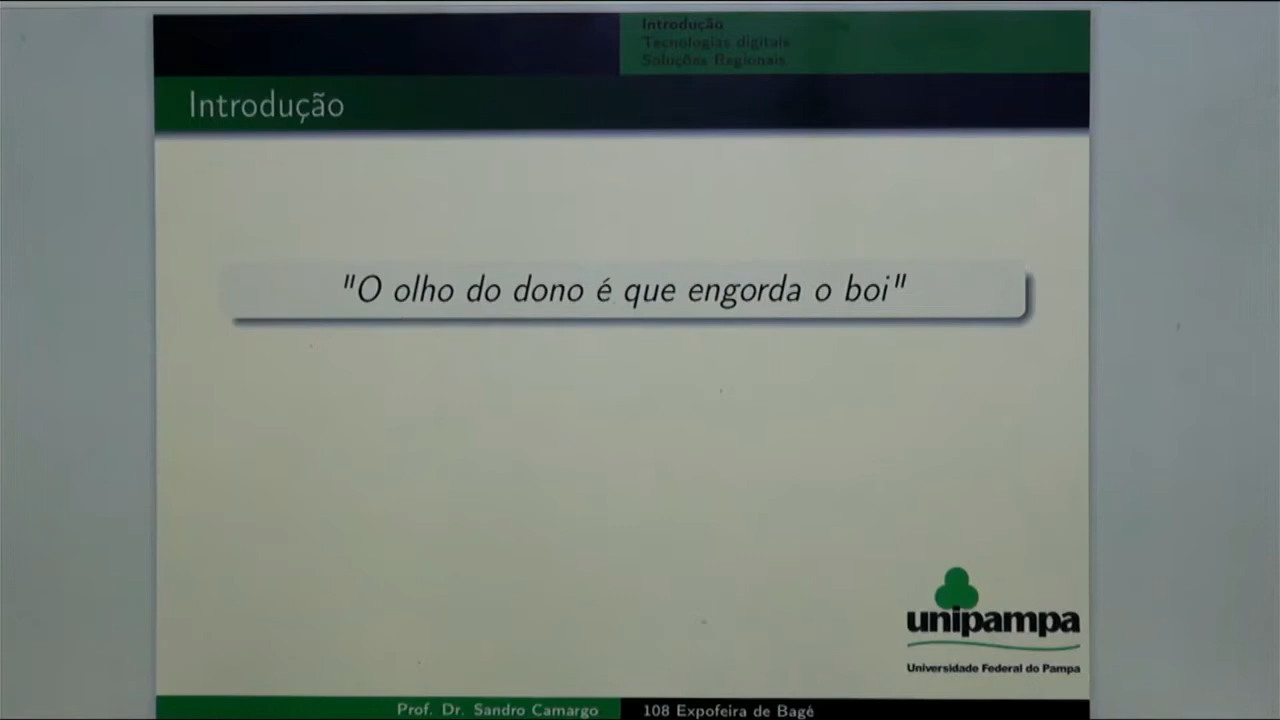 Introdução
Tecnologias digitais
Soluções Regionais
Introdução
"O olho do dono é que engorda o boi"
unipampa
Universidade Federal do Pampa
Prof. Dr. Sandro Camargo 108 Expofeira de Bagé